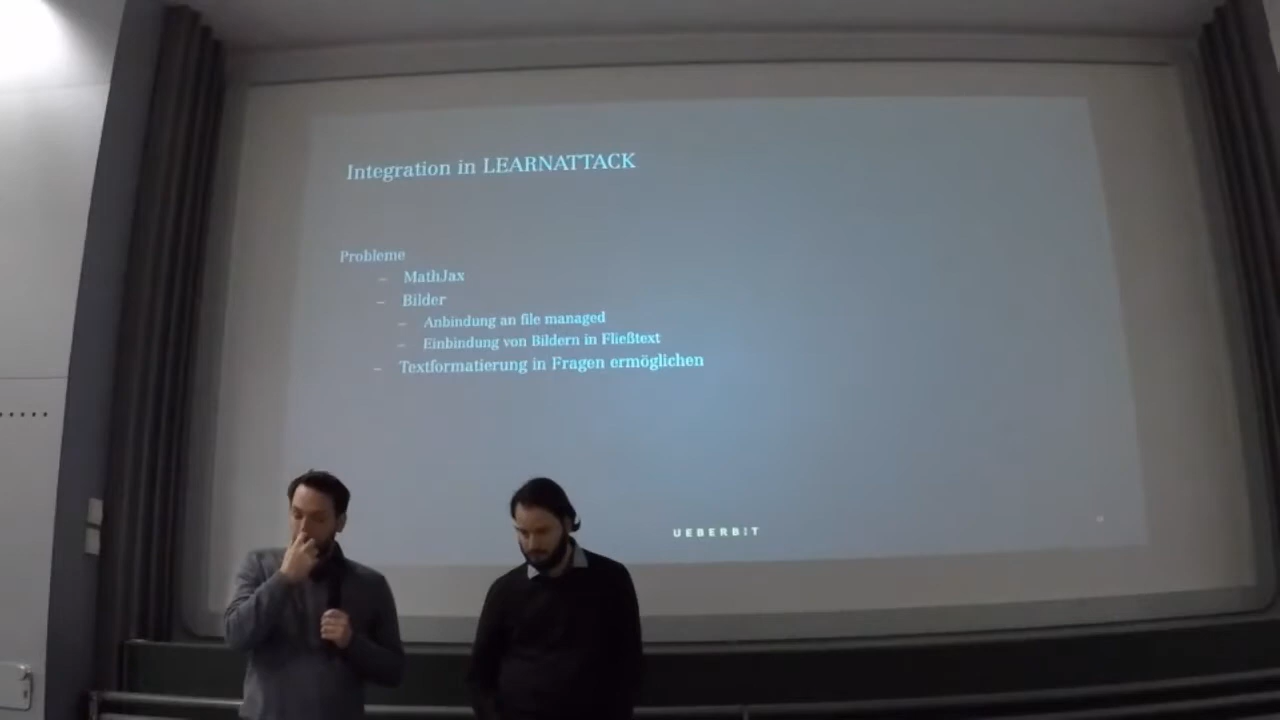 Integration in LEARNATTACK
Probleme
– MathJax
– Bilder
– Anbindung an file managed
– Einbindung von Bildern in Fließtext
– Textformatierung in Fragen ermöglichen
UEBERBIT